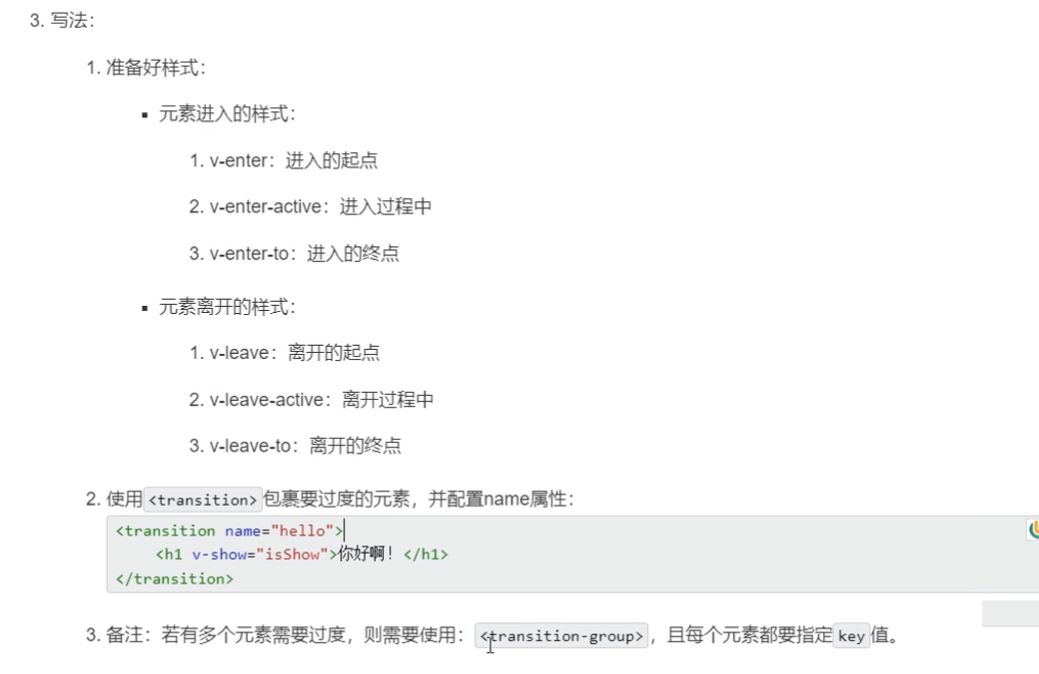 3. 写法：
1. 准备好样式：
▪ 元素进入的样式：
1. v-enter：进入的起点
2. v-enter-active：进入过程中
3. v-enter-to：进入的终点
▪ 元素离开的样式：
1. v-leave：离开的起点
2. v-leave-active：离开过程中
3. v-leave-to：离开的终点
2. 使用<transition>包裹要过度的元素，并配置name属性：
<transition name="hello">
<h1 v-show="isShow">你好啊！</h1>
</transition>
3. 备注：若有多个元素需要过度，则需要使用：<transition-group>，且每个元素都要指定key值。